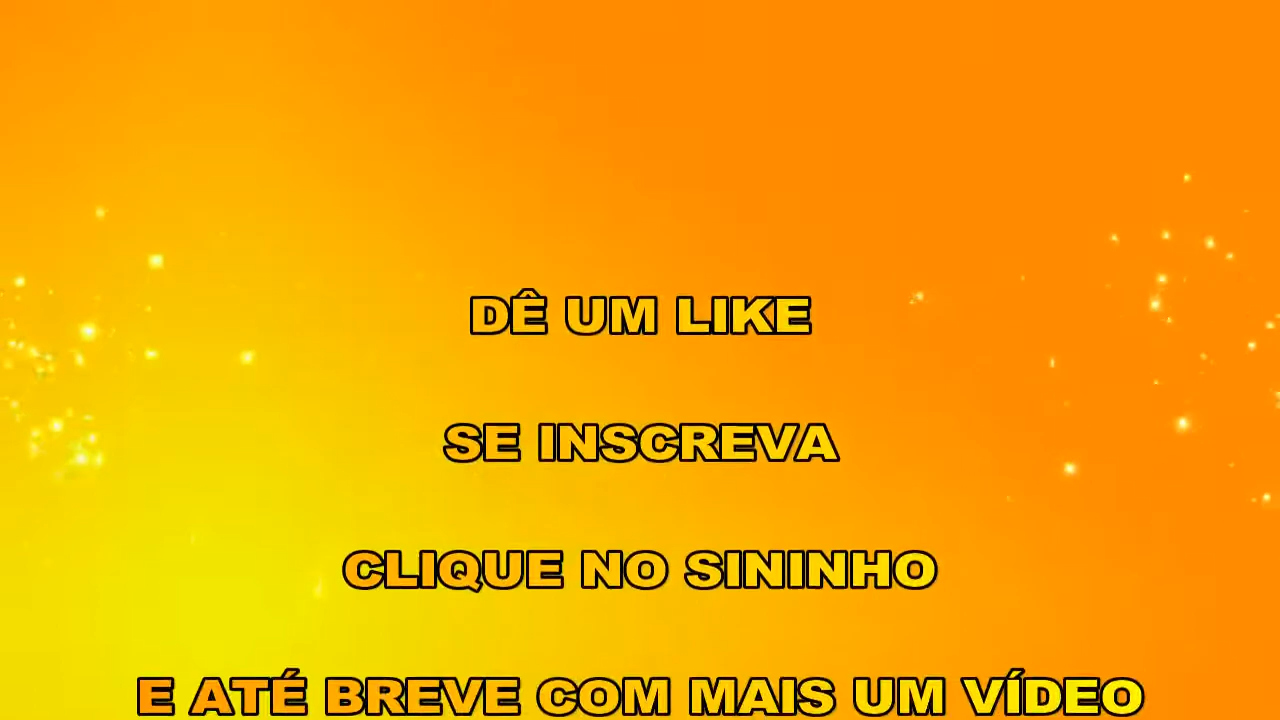 DÊ UM LIKE
SE INSCREVA
CLIQUE NO SININHO
E ATÉ BREVE COM MAIS UM VÍDEO